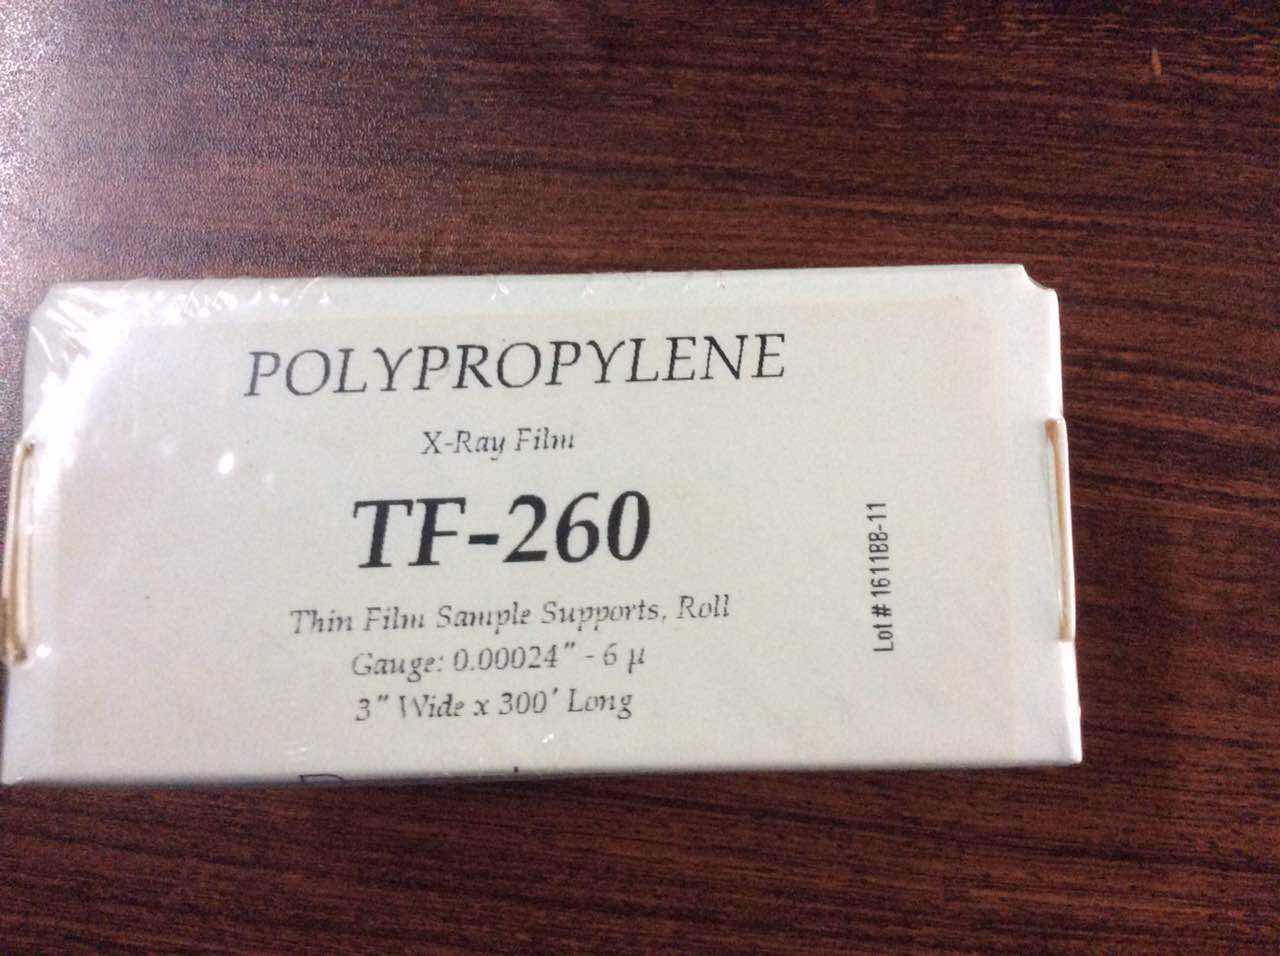 POLYPROPYLENE
X-Ray Film
TF-260
Thin Film Sample Supports, Roll
Gauge: 0.00024" - 6 µ
3" Wide x 300' Long
Lot # 1611BB-11